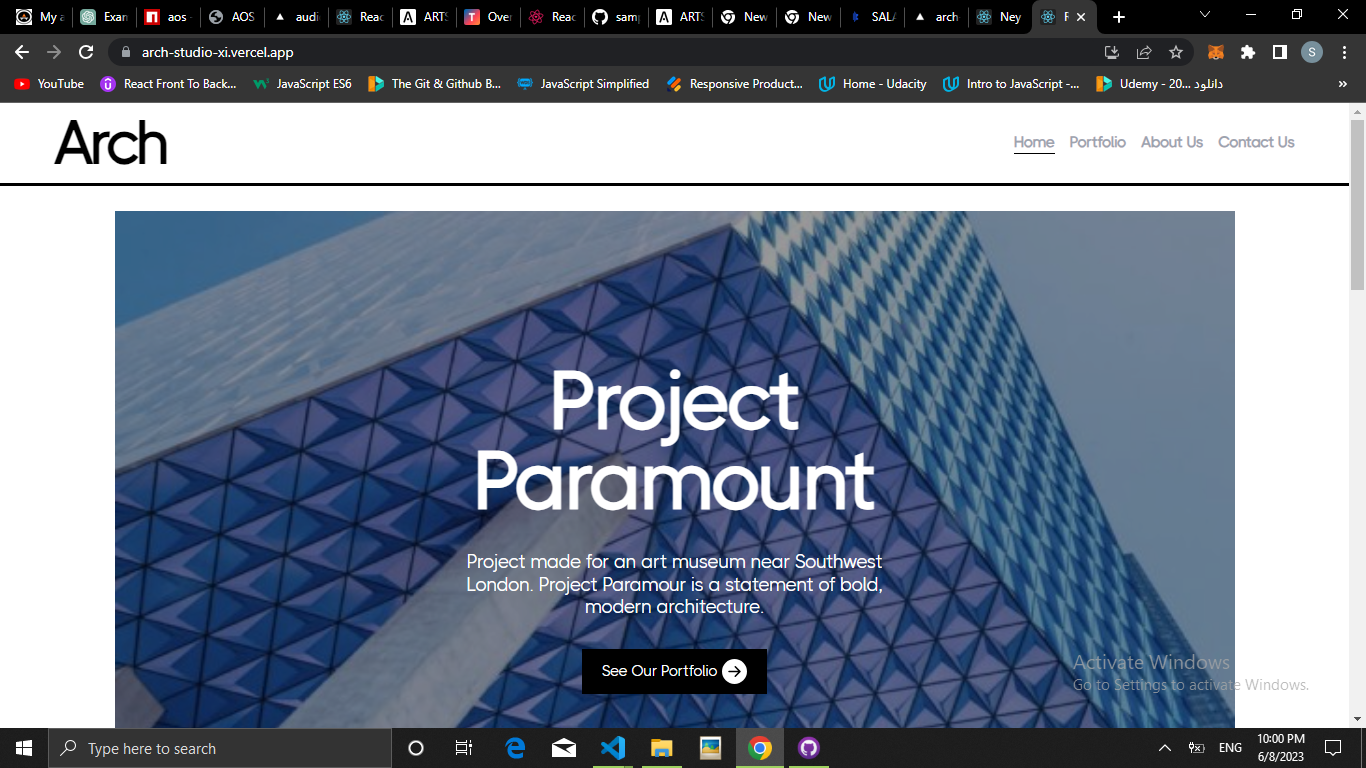 My a
Exan
aos
AOS
audi
Reac
ARTS
Over
Reac
sam
ARTS
New
New
SALA
arch
Ney
arch-studio-xi.vercel.app
S
YouTube
React Front To Back...
JavaScript ES6
The Git & Github B...
JavaScript Simplified
Responsive Product...
Home - Udacity
Intro to JavaScript -...
Udemy - 20... دانلود
»
Arch
Home Portfolio About Us Contact Us
Project
Paramount
Project made for an art museum near Southwest
London. Project Paramour is a statement of bold,
modern architecture.
See Our Portfolio
Activate Windows
Go to Settings to activate Windows.
Type here to search
ENG
10:00 PM
6/8/2023